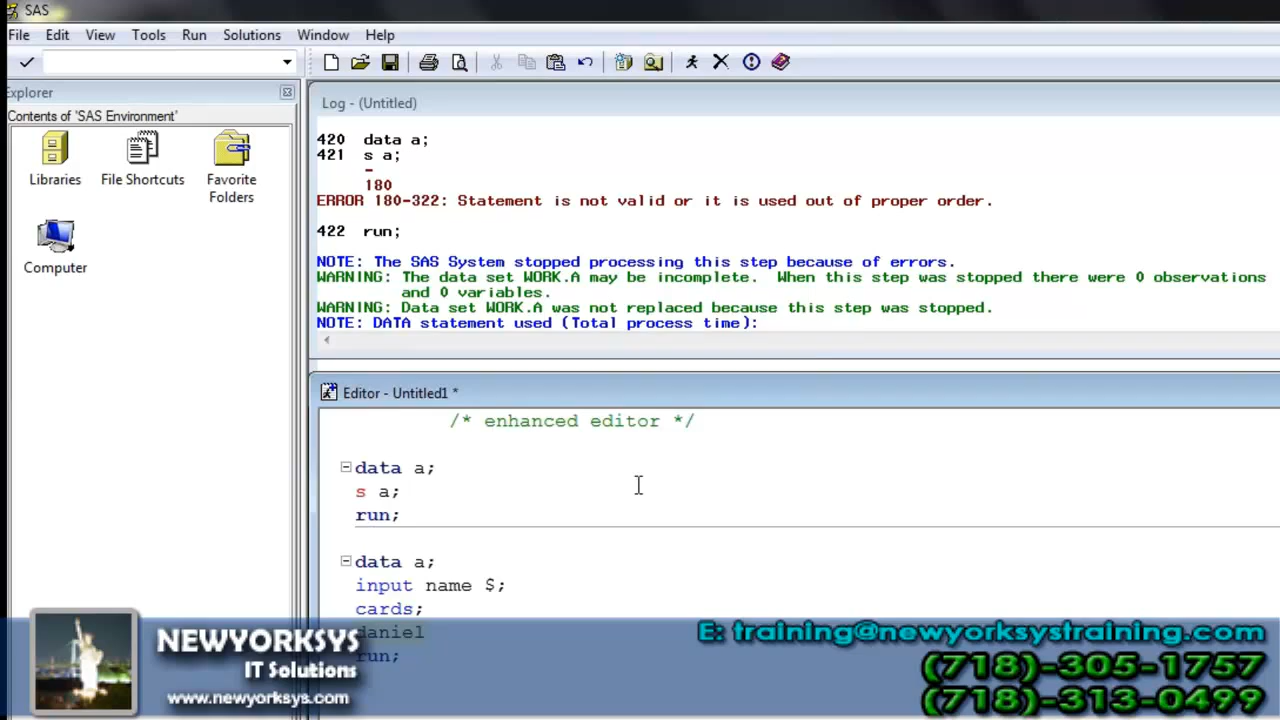 SAS
File Edit View Tools Run Solutions Window Help
Explorer
Contents of 'SAS Environment'
Libraries
File Shortcuts
Favorite
Folders
Computer
Log - (Untitled)
420 data a;
421 s a;
-
180
ERROR 180-322: Statement is not valid or it is used out of proper order.
422 run;
NOTE: The SAS System stopped processing this step because of errors.
WARNING: The data set WORK.A may be incomplete. When this step was stopped there were 0 observations
and 0 variables.
WARNING: Data set WORK.A was not replaced because this step was stopped.
NOTE: DATA statement used (Total process time):
Editor - Untitled1 *
/* enhanced editor */
data a;
s a;
run;
data a;
input name $;
cards;
daniel
run;
NEWYORKSYS
IT Solutions
www.newyorksys.com
E: training@newyorksystraining.com
(718)-305-1757
(718)-313-0499